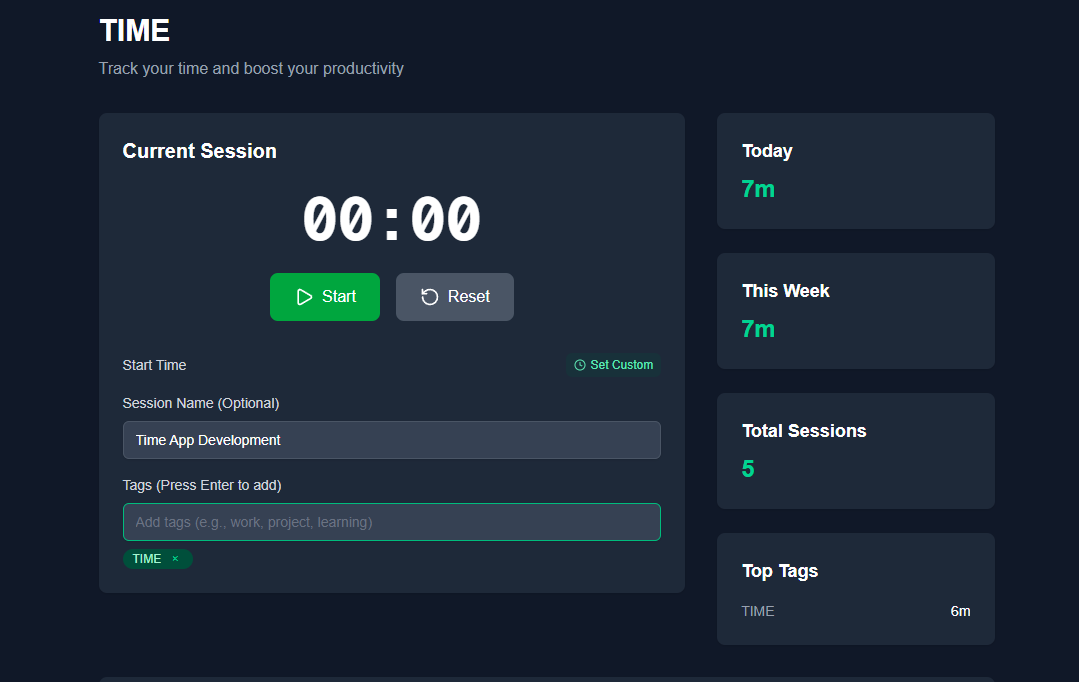 TIME
Track your time and boost your productivity
Current Session
00:00
Start
Reset
Start Time
Set Custom
Session Name (Optional)
Time App Development
Tags (Press Enter to add)
Add tags (e.g., work, project, learning)
TIME ×
Today
7m
This Week
7m
Total Sessions
5
Top Tags
TIME 6m